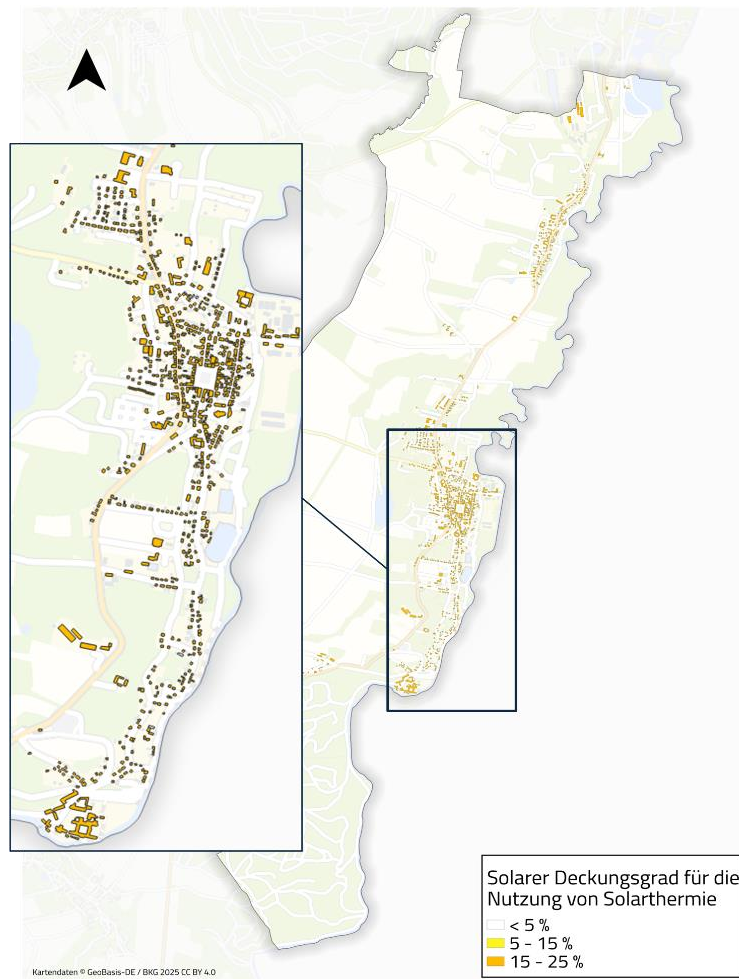 Solarer Deckungsgrad für die
Nutzung von Solarthermie
< 5 %
5 - 15 %
15 - 25 %
Kartendaten © GeoBasis-DE / BKG 2025 CC BY 4.0